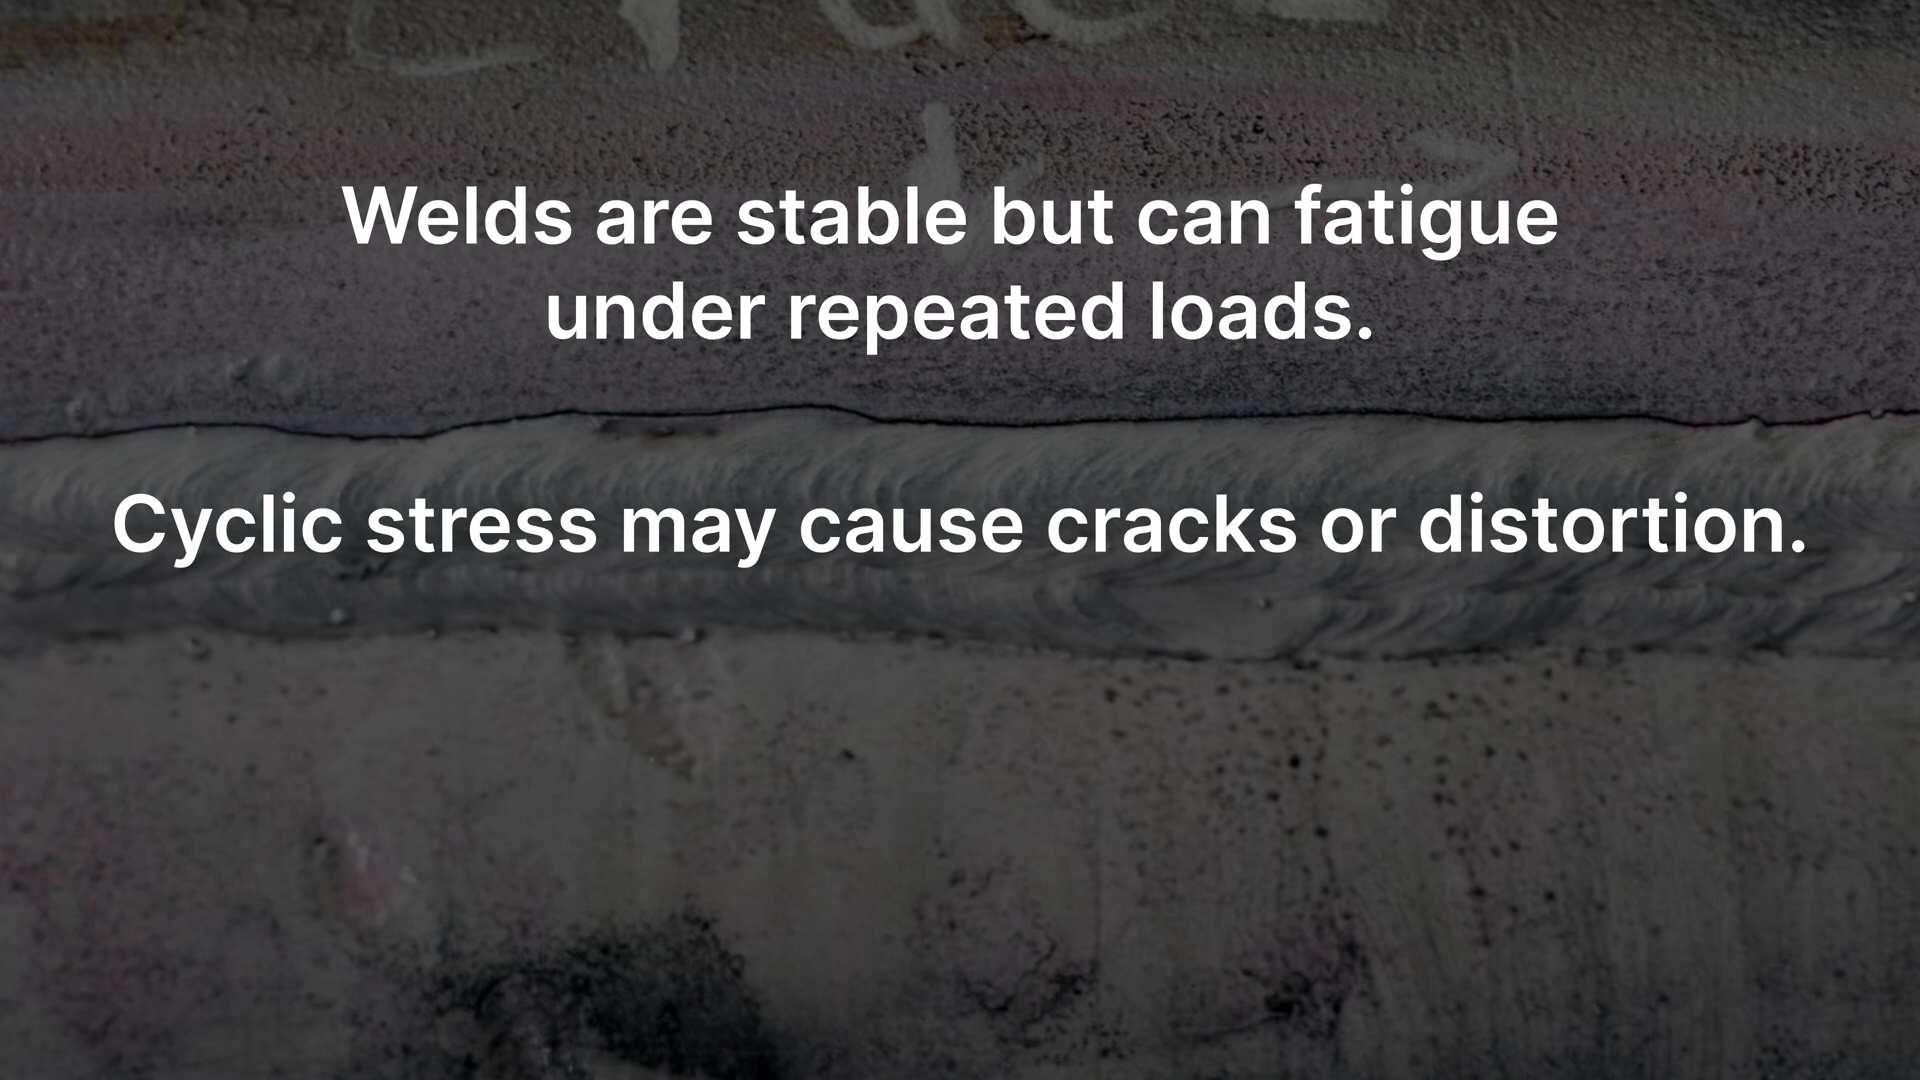 Welds are stable but can fatigue
under repeated loads.
Cyclic stress may cause cracks or distortion.